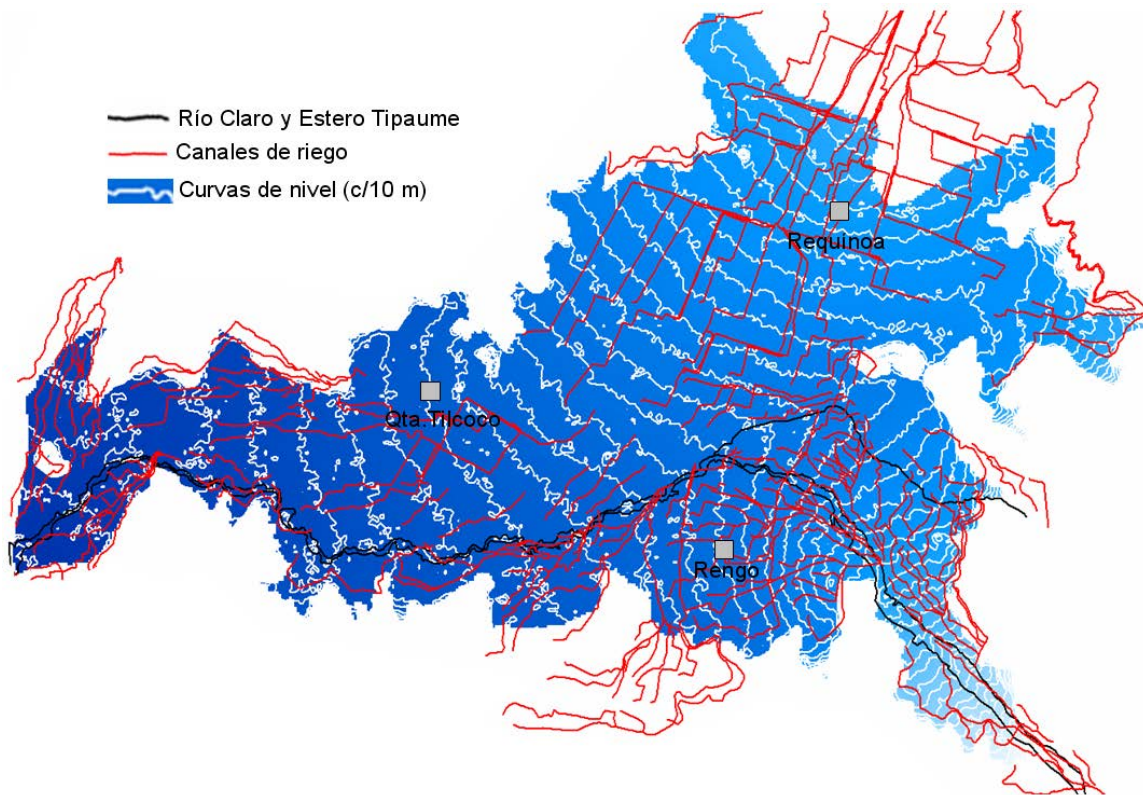 Río Claro y Estero Tipaume
Canales de riego
Curvas de nivel (c/10 m)
Requinoa
Qta.Tilcoco
Rengo